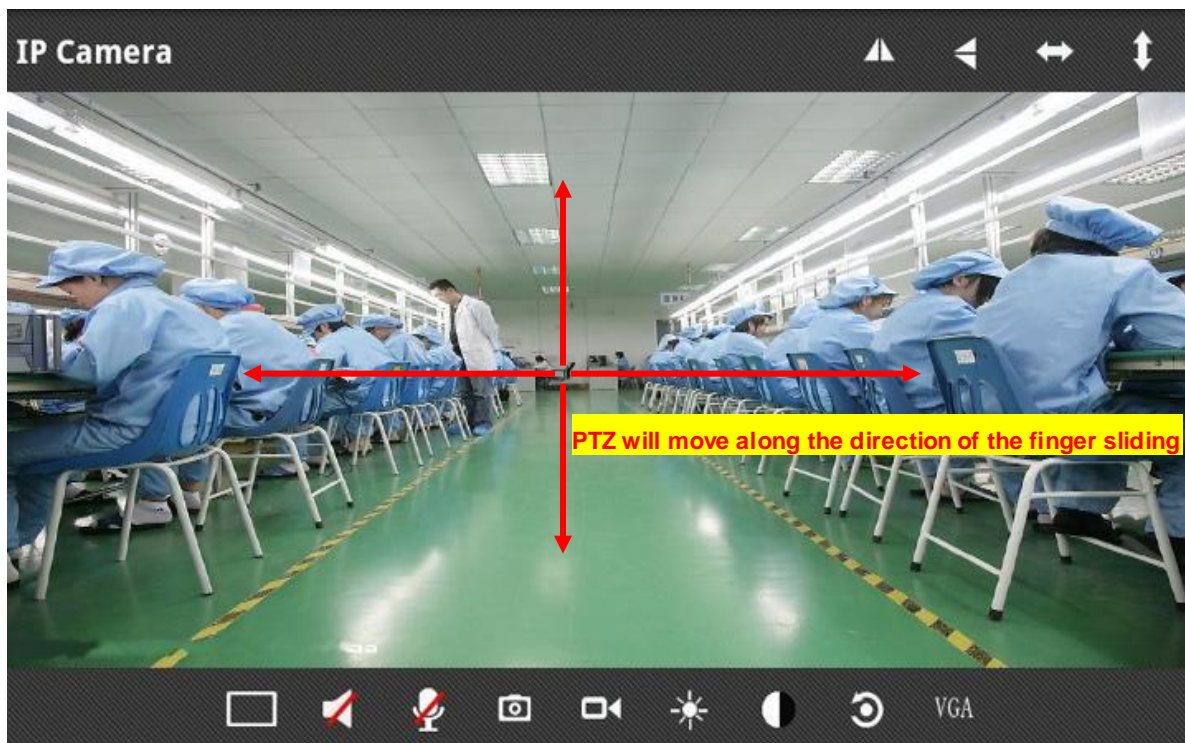 IP Camera
PTZ will move along the direction of the finger sliding
VGA